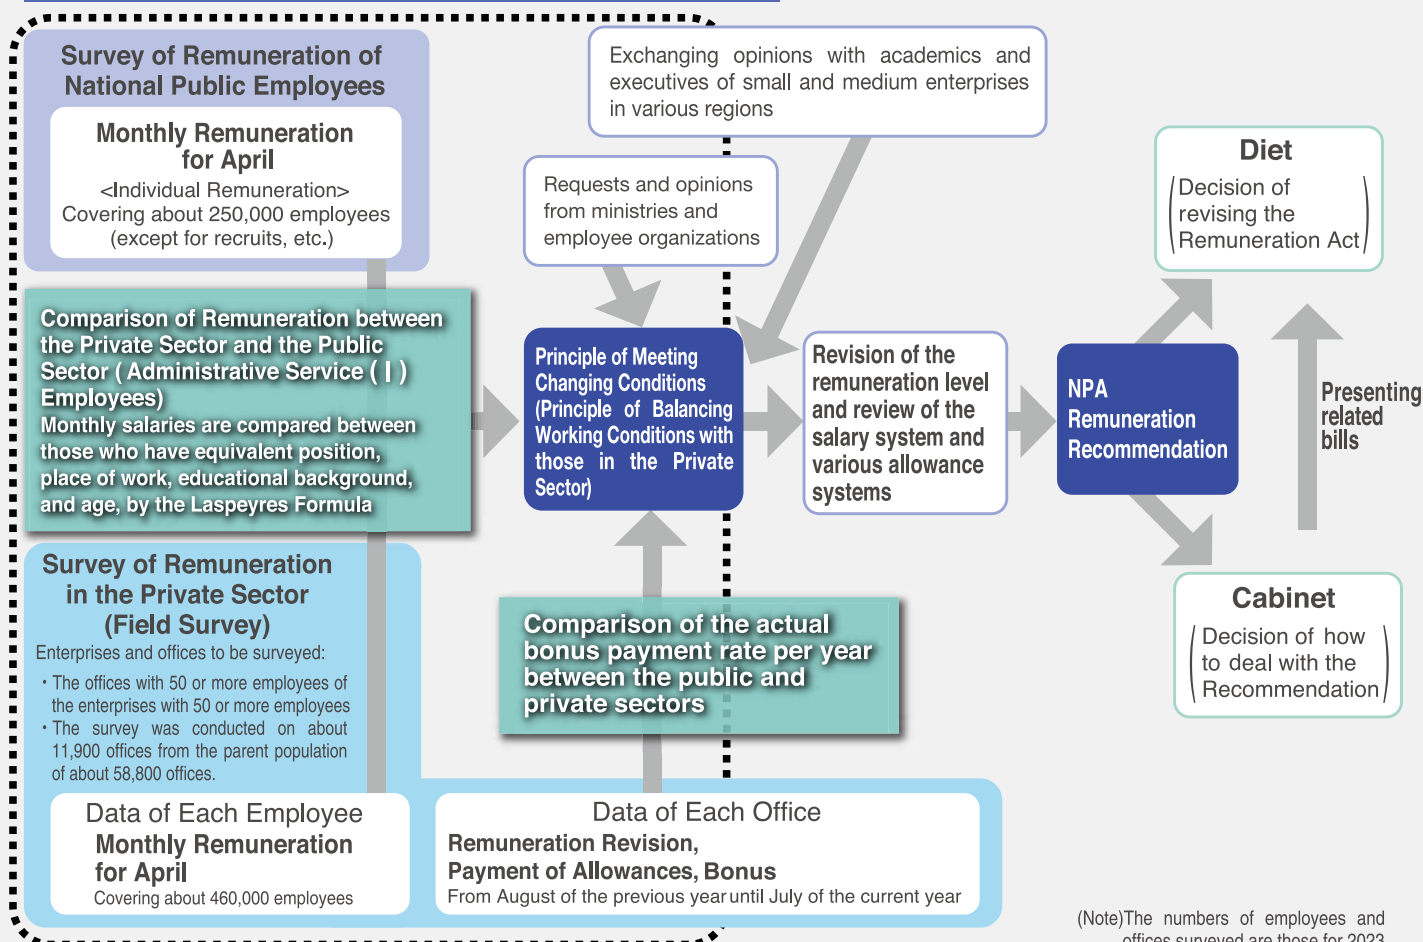 Survey of Remuneration of
National Public Employees
Monthly Remuneration
for April
<Individual Remuneration>
Covering about 250,000 employees
(except for recruits, etc.)
Exchanging opinions with academics and
executives of small and medium enterprises
in various regions
Requests and opinions
from ministries and
employee organizations
Comparison of Remuneration between
the Private Sector and the Public
Sector ( Administrative Service ( I )
Employees)
Monthly salaries are compared between
those who have equivalent position,
place of work, educational background,
and age, by the Laspeyres Formula
Principle of Meeting
Changing Conditions
(Principle of Balancing
Working Conditions with
those in the Private
Sector)
Revision of the
remuneration level
and review of the
salary system and
various allowance
systems
NPA
Remuneration
Recommendation
Diet
(Decision of
revising the
Remuneration Act)
Presenting
related
bills
Cabinet
(Decision of how
to deal with the
Recommendation)
Survey of Remuneration
in the Private Sector
(Field Survey)
Enterprises and offices to be surveyed:
・The offices with 50 or more employees of
the enterprises with 50 or more employees
・The survey was conducted on about
11,900 offices from the parent population
of about 58,800 offices.
Comparison of the actual
bonus payment rate per year
between the public and
private sectors
Data of Each Employee
Monthly Remuneration
for April
Covering about 460,000 employees
Data of Each Office
Remuneration Revision,
Payment of Allowances, Bonus
From August of the previous year until July of the current year
(Note)The numbers of employees and
offices surveyed are those for 2023